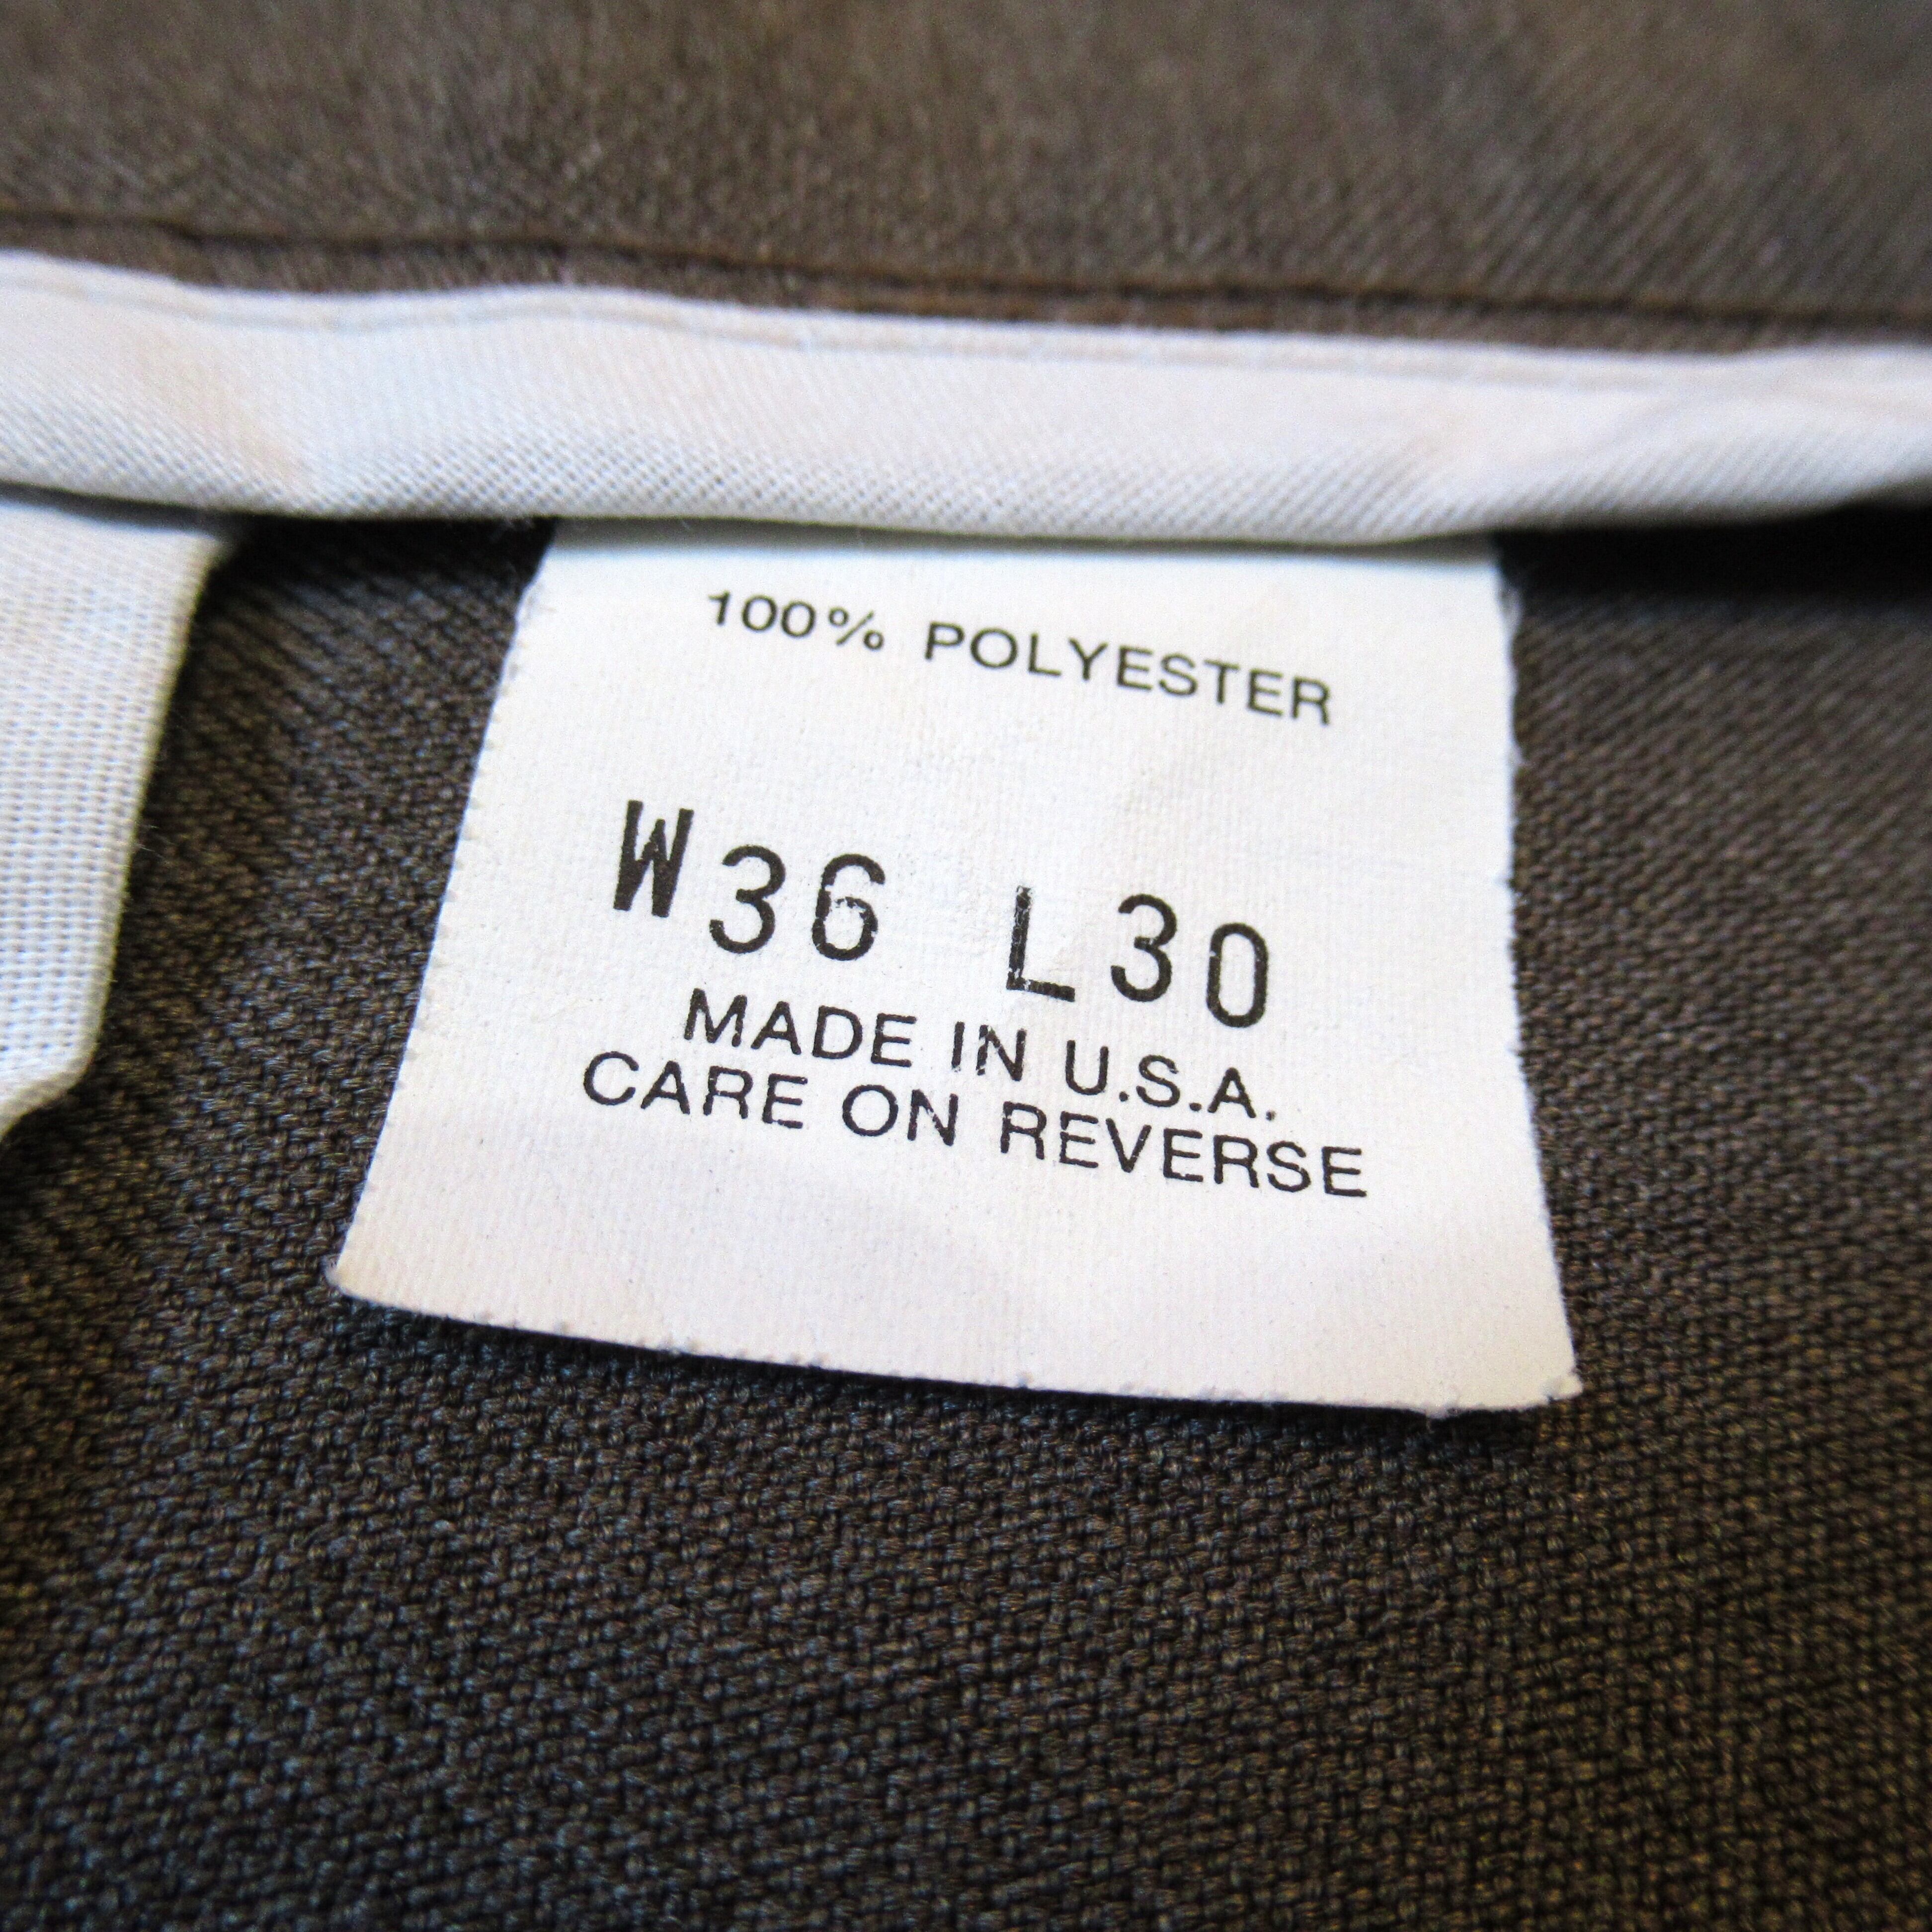 100% POLYESTER
W36 L30
MADE IN U.S.A.
CARE ON REVERSE